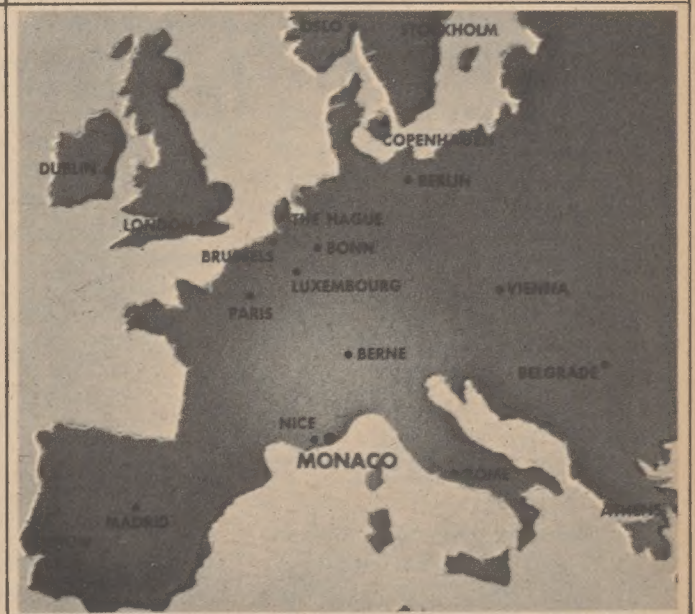 OSLO
STOCKHOLM
COPENHAGEN
DUBLIN
BERLIN
LONDON
THE HAGUE
BRUSSELS
BONN
LUXEMBOURG
VIENNA
PARIS
BERNE
BELGRADE
NICE
MONACO
ROME
MADRID
ATHENS